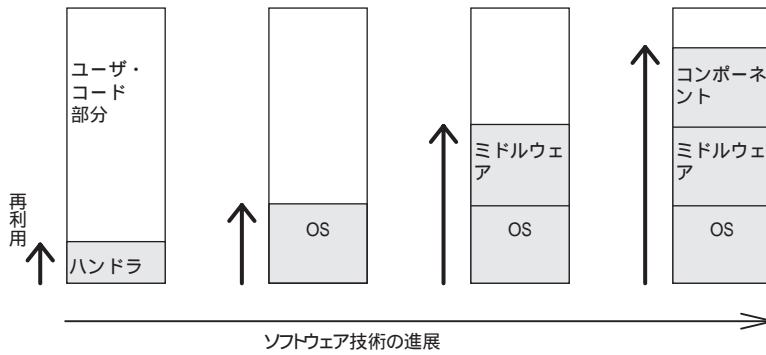 ユーザ・
コード
部分
再利用
ハンドラ
OS
ミドルウェ
ア
OS
コンポーネ
ント
ミドルウェ
ア
OS
ソフトウェア技術の進展